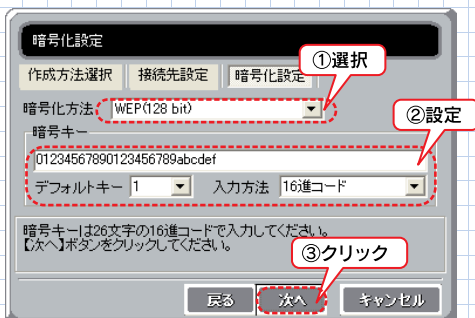 暗号化設定
①選択
作成方法選択 接続先設定 暗号化設定
暗号化方法 WEP(128 bit)
②設定
暗号キー
01234567890123456789abcdef
デフォルトキー 1 入力方法 16進コード
暗号キーは26文字の16進コードで入力してください。
【次へ】ボタンをクリックしてください。
③クリック
戻る 次へ キャンセル